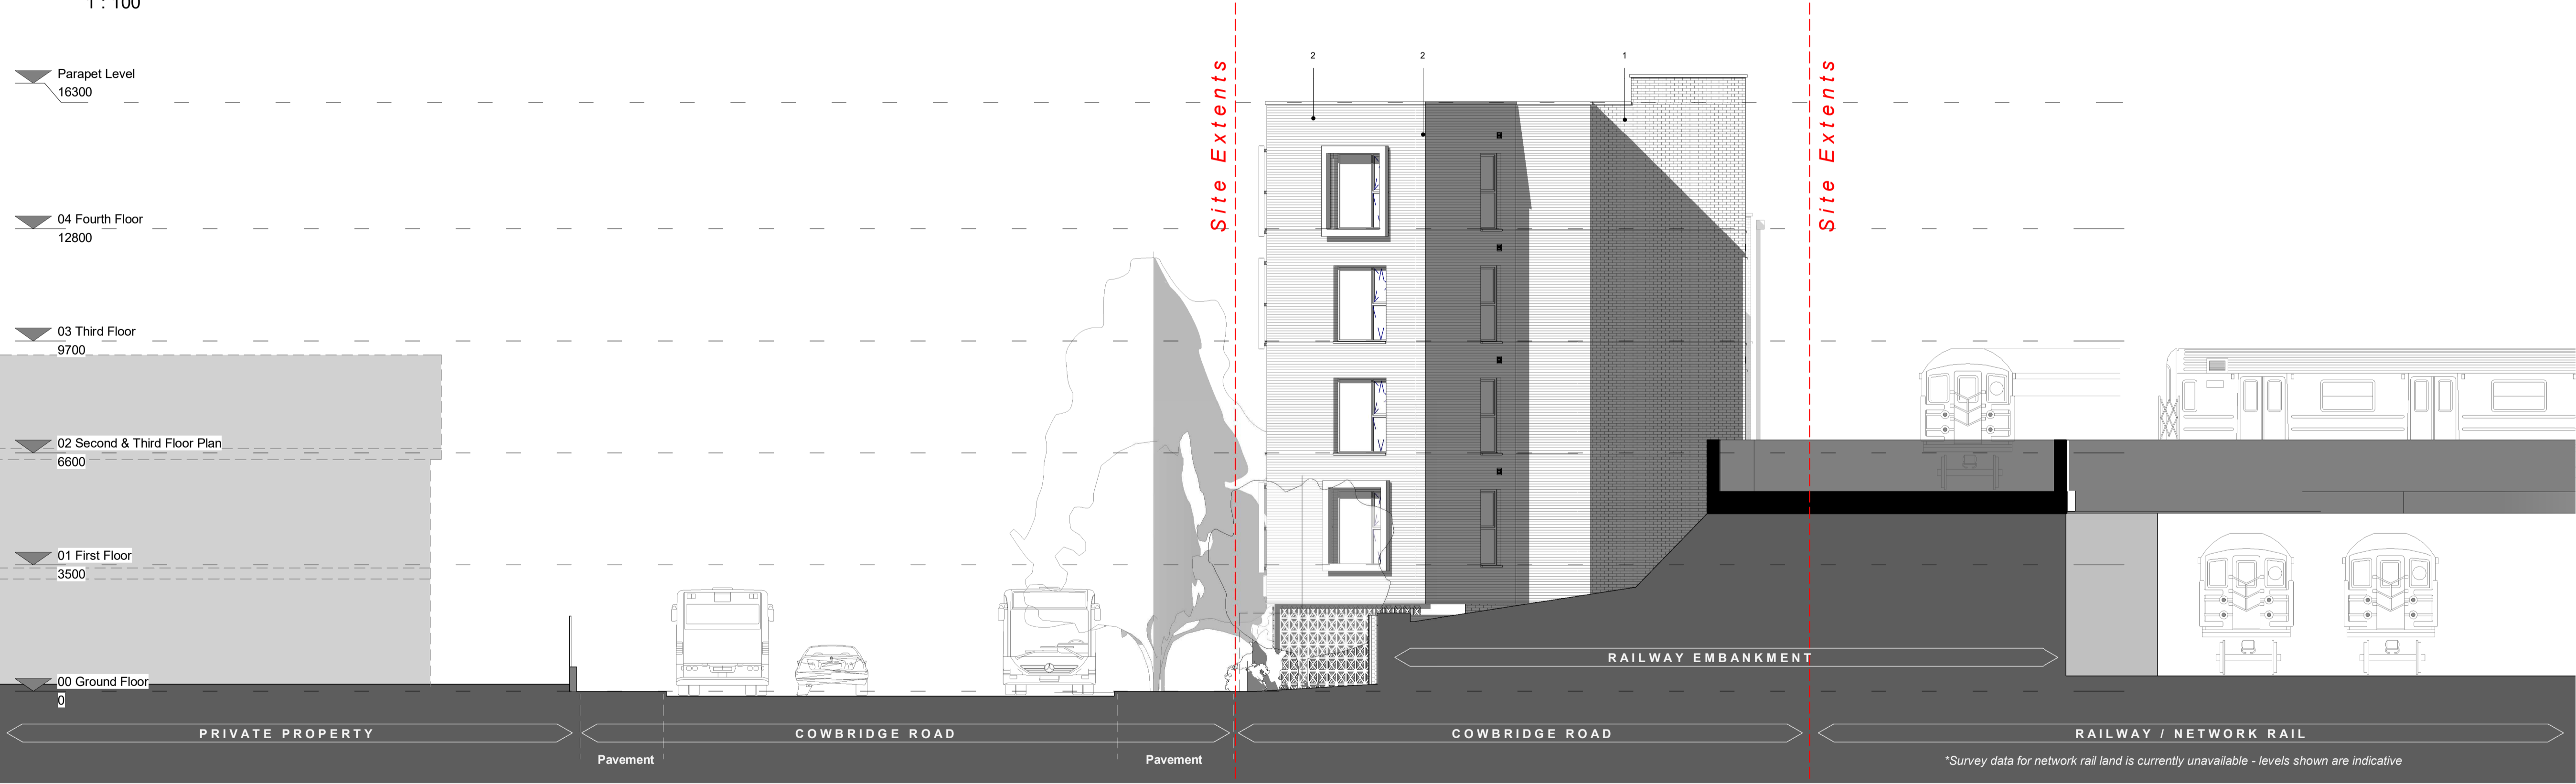 1 : 100
2
2
1
Parapet Level
16300
Site Extents
Site Extents
04 Fourth Floor
12800
03 Third Floor
9700
02 Second & Third Floor Plan
6600
01 First Floor
3500
RAILWAY EMBANKMENT
00 Ground Floor
0
PRIVATE PROPERTY
COWBRIDGE ROAD
COWBRIDGE ROAD
RAILWAY / NETWORK RAIL
Pavement
Pavement
*Survey data for network rail land is currently unavailable - levels shown are indicative